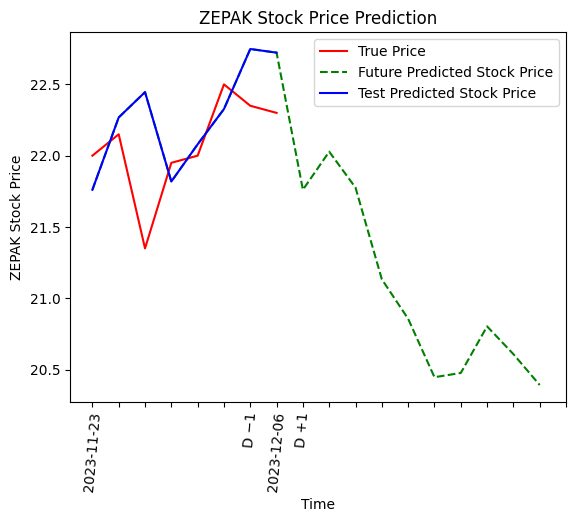 ZEPAK Stock Price Prediction
True Price
Future Predicted Stock Price
Test Predicted Stock Price
ZEPAK Stock Price
22.5
22.0
21.5
21.0
20.5
2023-11-23
D −1
2023-12-06
D +1
Time